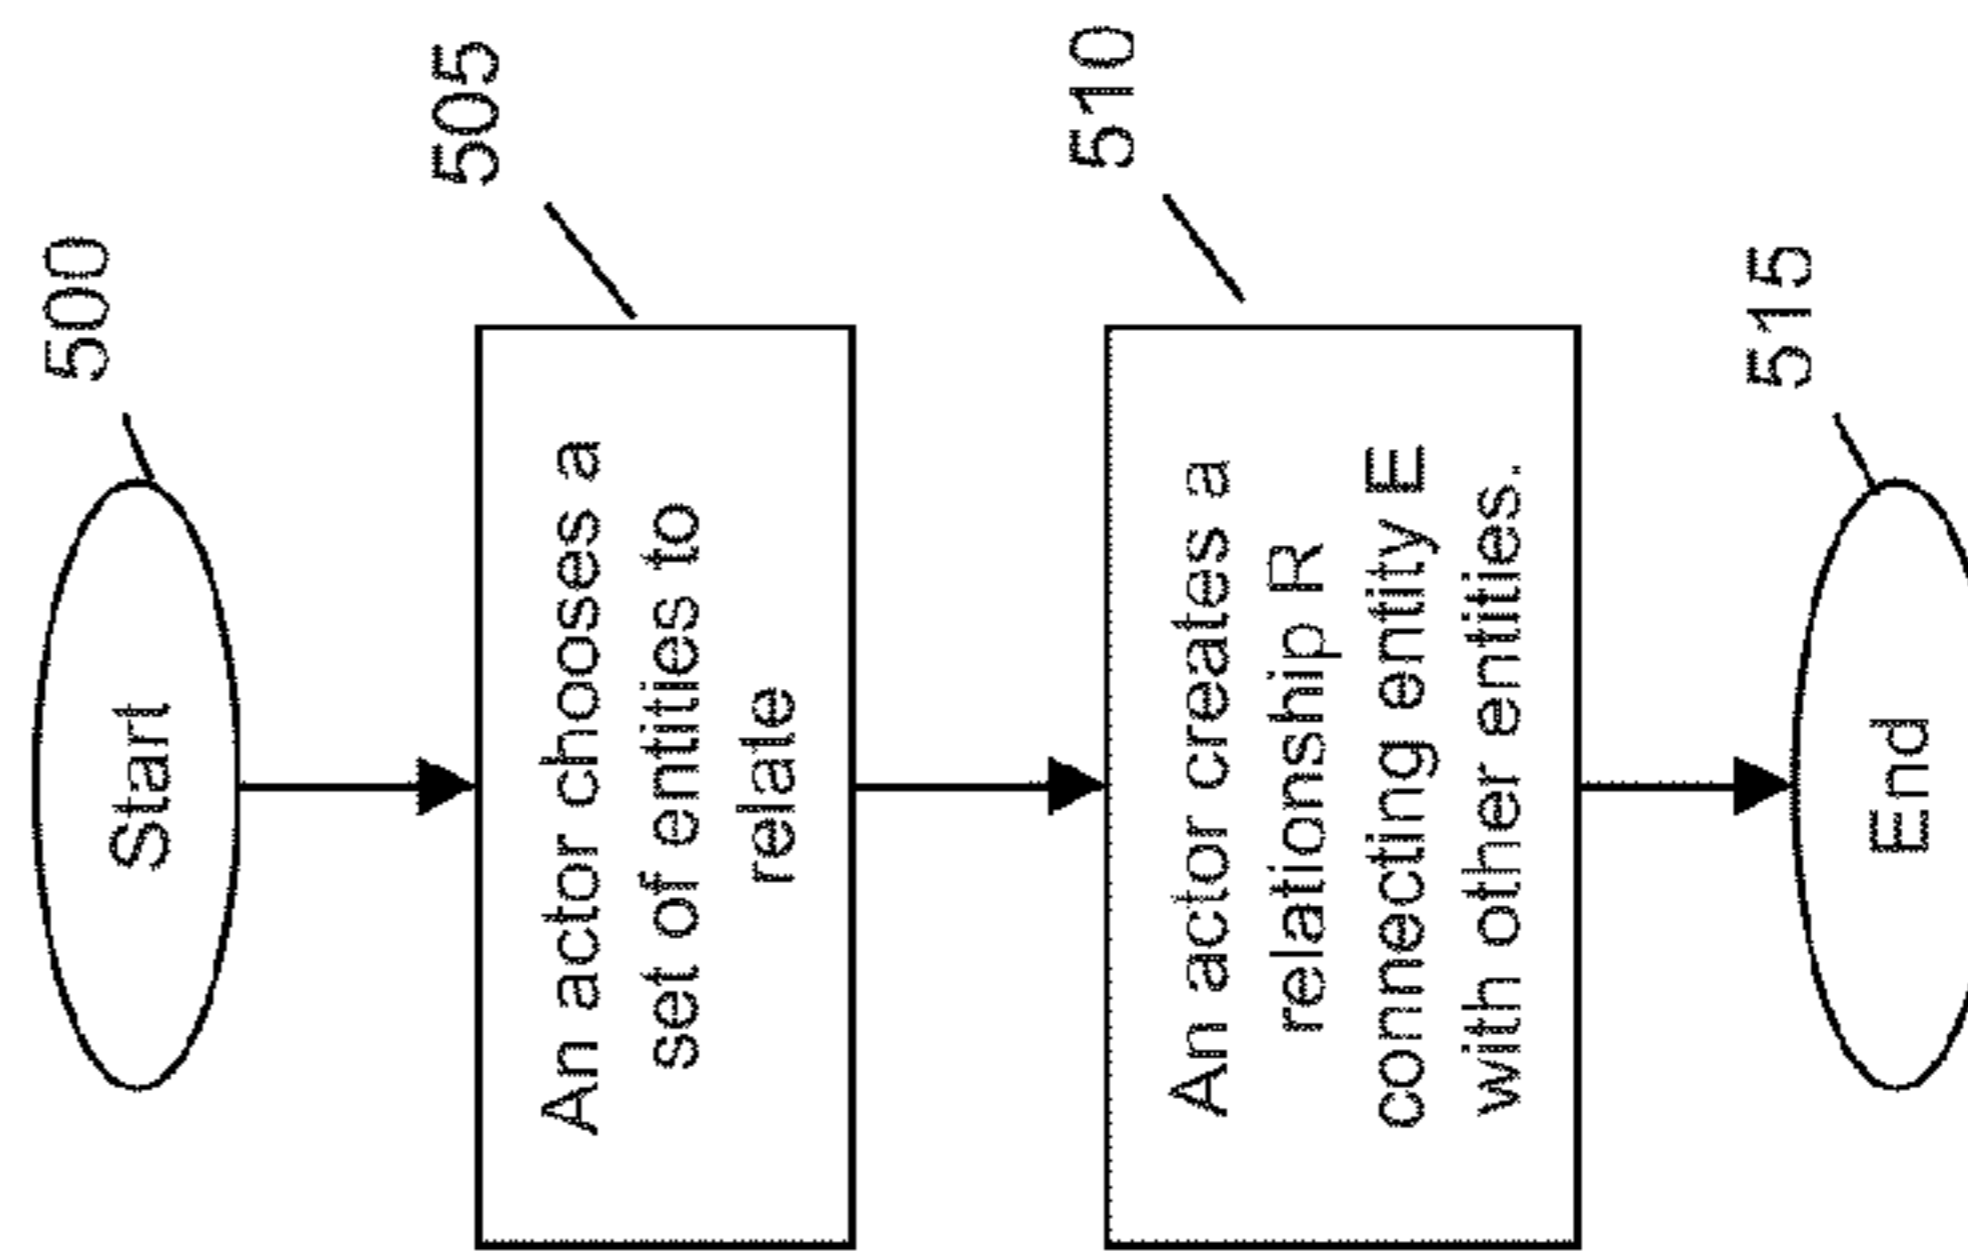 500
Start
505
An actor chooses a
set of entities to
relate
510
An actor creates a
relationship R
connecting entity E
with other entities.
515
End